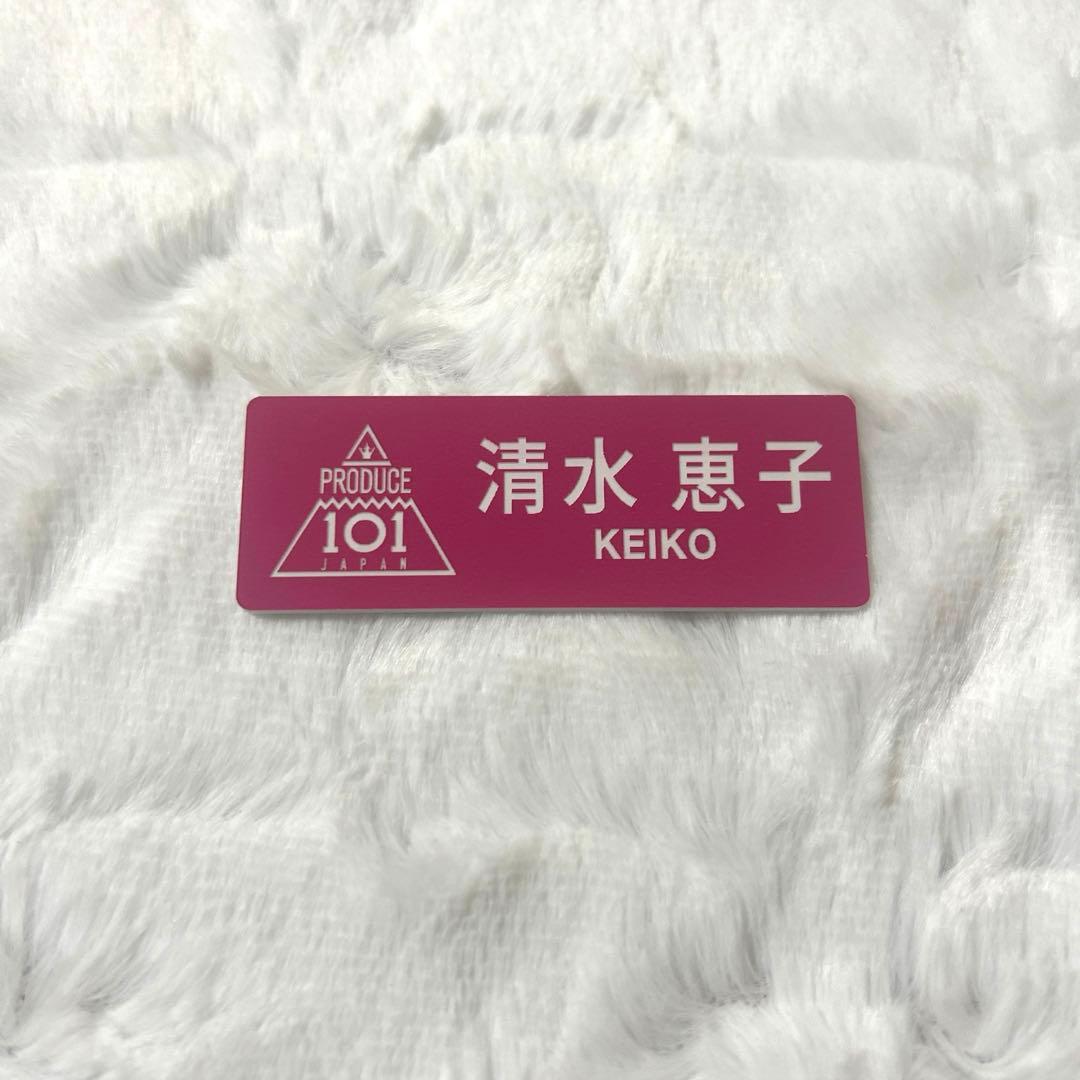 PRODUCE
101
JAPAN
清水 恵子
KEIKO